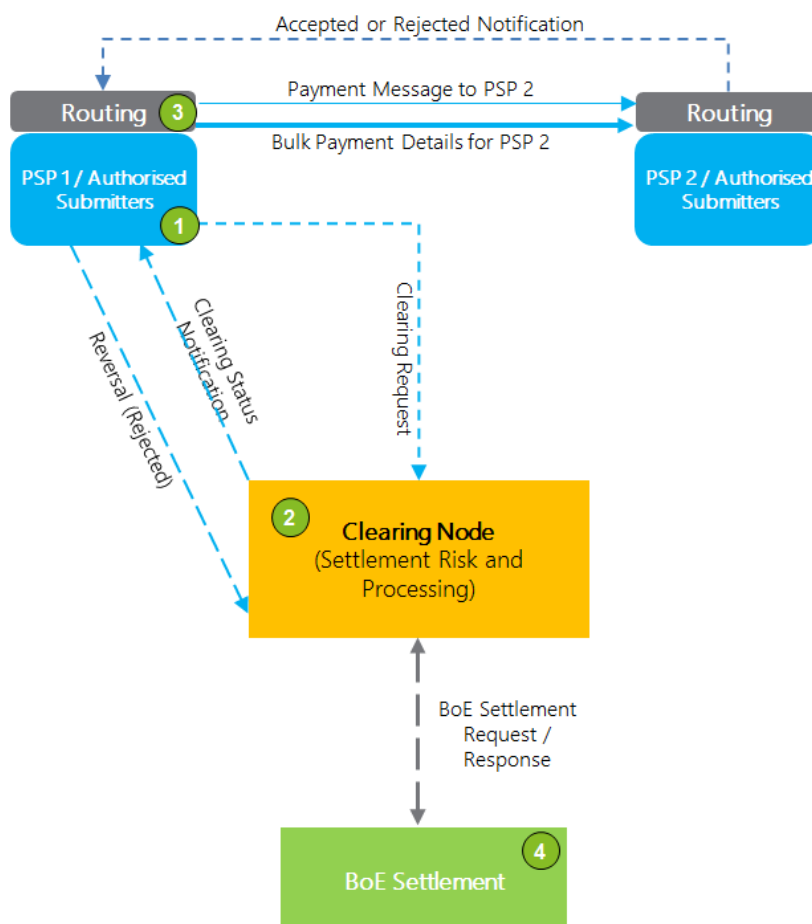 Accepted or Rejected Notification
Routing
3
Payment Message to PSP 2
Bulk Payment Details for PSP 2
Routing
PSP 1 / Authorised
Submitters
1
PSP 2 / Authorised
Submitters
Clearing Request
Clearing Status
Notification
Reversal (Rejected)
2
Clearing Node
(Settlement Risk and
Processing)
BoE Settlement
Request /
Response
4
BoE Settlement